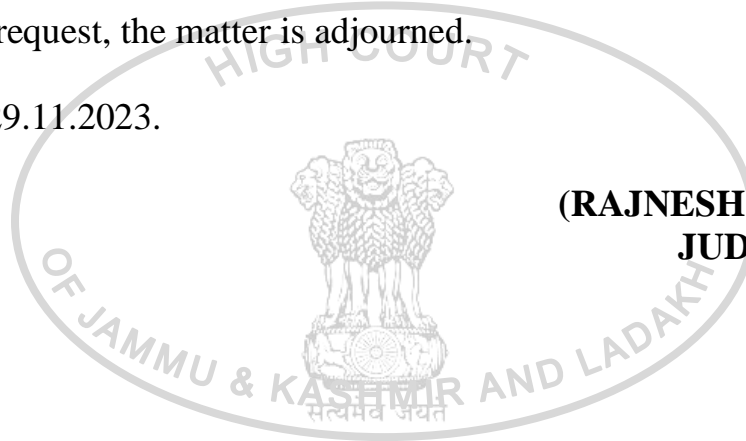 request, the matter is adjourned.
9.11.2023.
(RAJNESH
JUD
HIGH COURT
OF JAMMU & KASHMIR AND LADAKH
सत्यमेव जयते